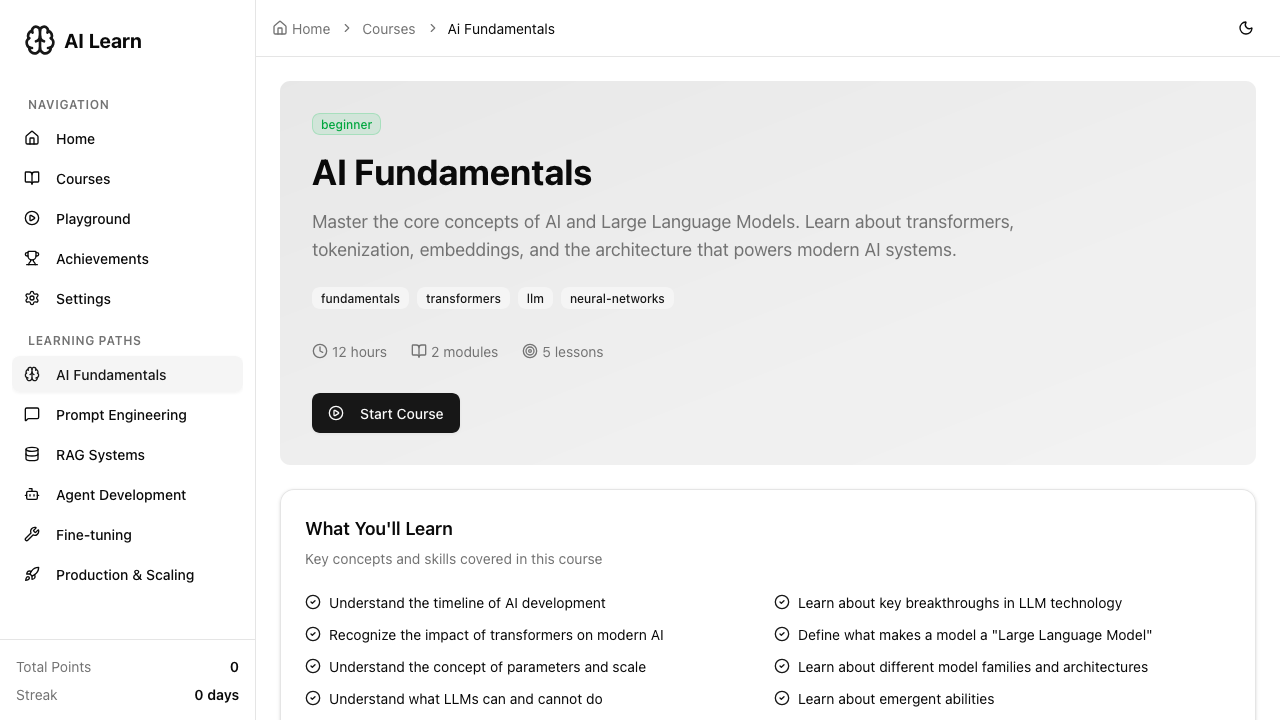 AI Learn
NAVIGATION
Home
Courses
Playground
Achievements
Settings
LEARNING PATHS
AI Fundamentals
Prompt Engineering
RAG Systems
Agent Development
Fine-tuning
Production & Scaling
Total Points 0
Streak 0 days
Home Courses Ai Fundamentals
beginner
AI Fundamentals
Master the core concepts of AI and Large Language Models. Learn about transformers,
tokenization, embeddings, and the architecture that powers modern AI systems.
fundamentals transformers llm neural-networks
12 hours 2 modules 5 lessons
Start Course
What You'll Learn
Key concepts and skills covered in this course
Understand the timeline of AI development
Learn about key breakthroughs in LLM technology
Recognize the impact of transformers on modern AI
Define what makes a model a "Large Language Model"
Understand the concept of parameters and scale
Learn about different model families and architectures
Understand what LLMs can and cannot do
Learn about emergent abilities